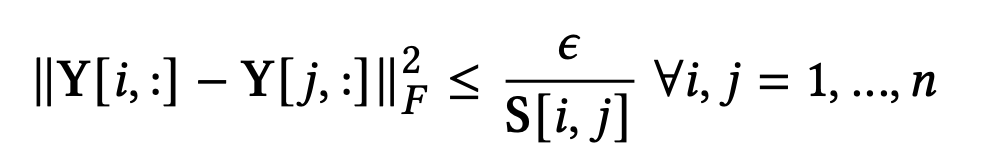 ‖Y[i,:] − Y[j,:]‖²_F ≤ ϵ / S[i, j] ∀i, j = 1, ..., n